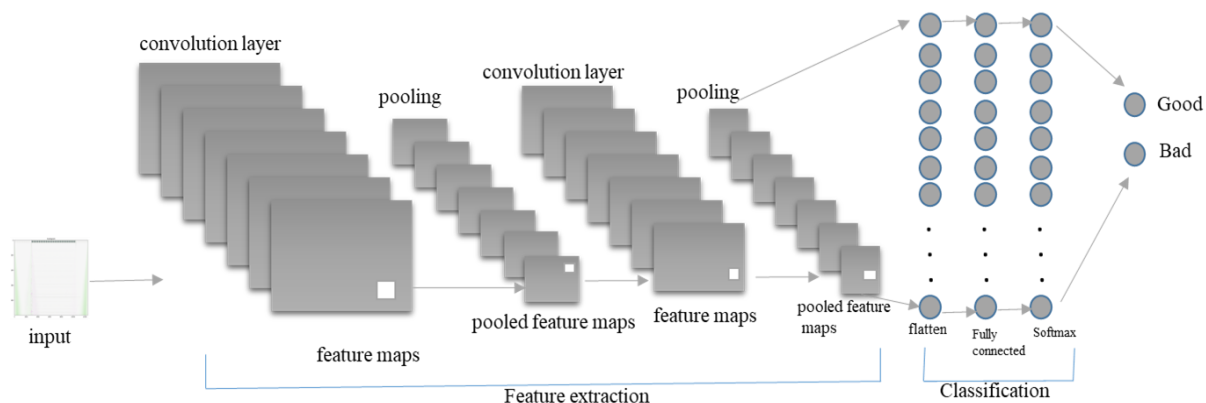 convolution layer
pooling
convolution layer
pooling
Good
Bad
input
feature maps
pooled feature maps
feature maps
pooled feature
maps
flatten
Fully
connected
Softmax
Feature extraction
Classification